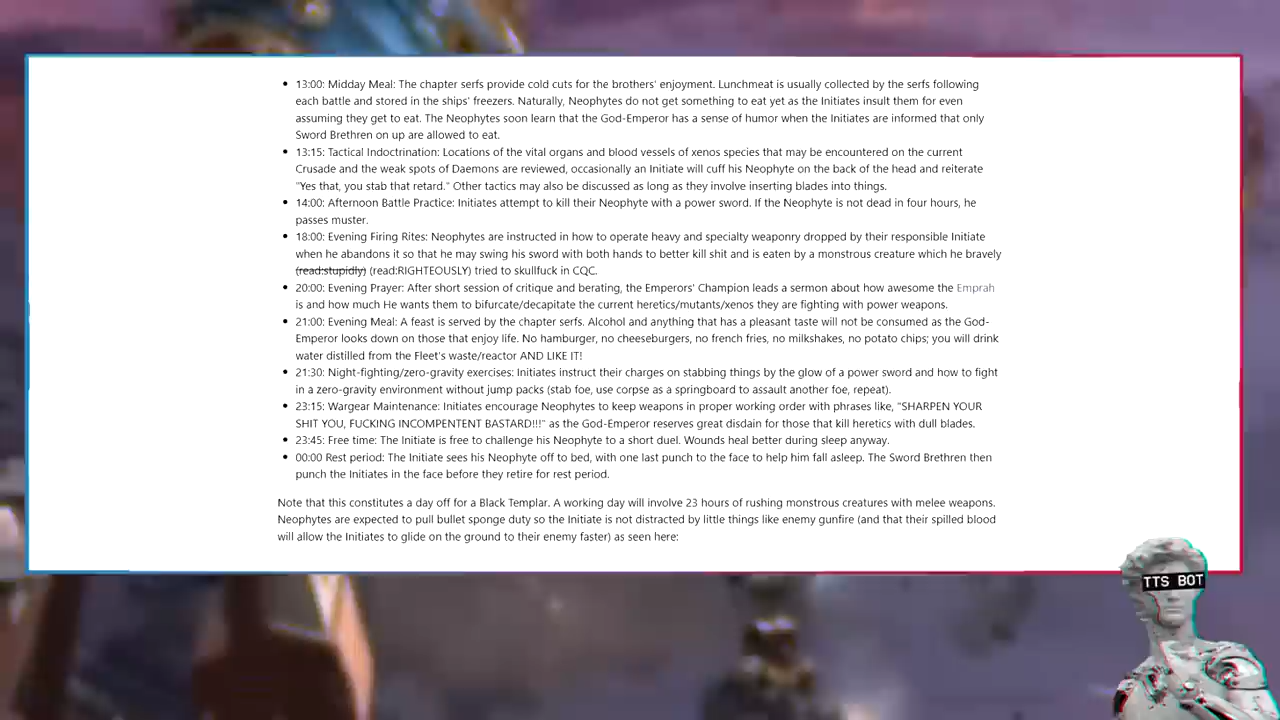 • 13:00: Midday Meal: The chapter serfs provide cold cuts for the brothers' enjoyment. Lunchmeat is usually collected by the serfs following
each battle and stored in the ships' freezers. Naturally, Neophytes do not get something to eat yet as the Initiates insult them for even
assuming they get to eat. The Neophytes soon learn that the God-Emperor has a sense of humor when the Initiates are informed that only
Sword Brethren on up are allowed to eat.
• 13:15: Tactical Indoctrination: Locations of the vital organs and blood vessels of xenos species that may be encountered on the current
Crusade and the weak spots of Daemons are reviewed, occasionally an Initiate will cuff his Neophyte on the back of the head and reiterate
"Yes that, you stab that retard." Other tactics may also be discussed as long as they involve inserting blades into things.
• 14:00: Afternoon Battle Practice: Initiates attempt to kill their Neophyte with a power sword. If the Neophyte is not dead in four hours, he
passes muster.
• 18:00: Evening Firing Rites: Neophytes are instructed in how to operate heavy and specialty weaponry dropped by their responsible Initiate
when he abandons it so that he may swing his sword with both hands to better kill shit and is eaten by a monstrous creature which he bravely
(read:stupidly) (read:RIGHTEOUSLY) tried to skullfuck in CQC.
• 20:00: Evening Prayer: After short session of critique and berating, the Emperors' Champion leads a sermon about how awesome the Emprah
is and how much He wants them to bifurcate/decapitate the current heretics/mutants/xenos they are fighting with power weapons.
• 21:00: Evening Meal: A feast is served by the chapter serfs. Alcohol and anything that has a pleasant taste will not be consumed as the God-
Emperor looks down on those that enjoy life. No hamburger, no cheeseburgers, no french fries, no milkshakes, no potato chips; you will drink
water distilled from the Fleet's waste/reactor AND LIKE IT!
• 21:30: Night-fighting/zero-gravity exercises: Initiates instruct their charges on stabbing things by the glow of a power sword and how to fight
in a zero-gravity environment without jump packs (stab foe, use corpse as a springboard to assault another foe, repeat).
• 23:15: Wargear Maintenance: Initiates encourage Neophytes to keep weapons in proper working order with phrases like, "SHARPEN YOUR
SHIT YOU, FUCKING INCOMPENTENT BASTARD!!!" as the God-Emperor reserves great disdain for those that kill heretics with dull blades.
• 23:45: Free time: The Initiate is free to challenge his Neophyte to a short duel. Wounds heal better during sleep anyway.
• 00:00 Rest period: The Initiate sees his Neophyte off to bed, with one last punch to the face to help him fall asleep. The Sword Brethren then
punch the Initiates in the face before they retire for rest period.
Note that this constitutes a day off for a Black Templar. A working day will involve 23 hours of rushing monstrous creatures with melee weapons.
Neophytes are expected to pull bullet sponge duty so the Initiate is not distracted by little things like enemy gunfire (and that their spilled blood
will allow the Initiates to glide on the ground to their enemy faster) as seen here:
TTS BOT